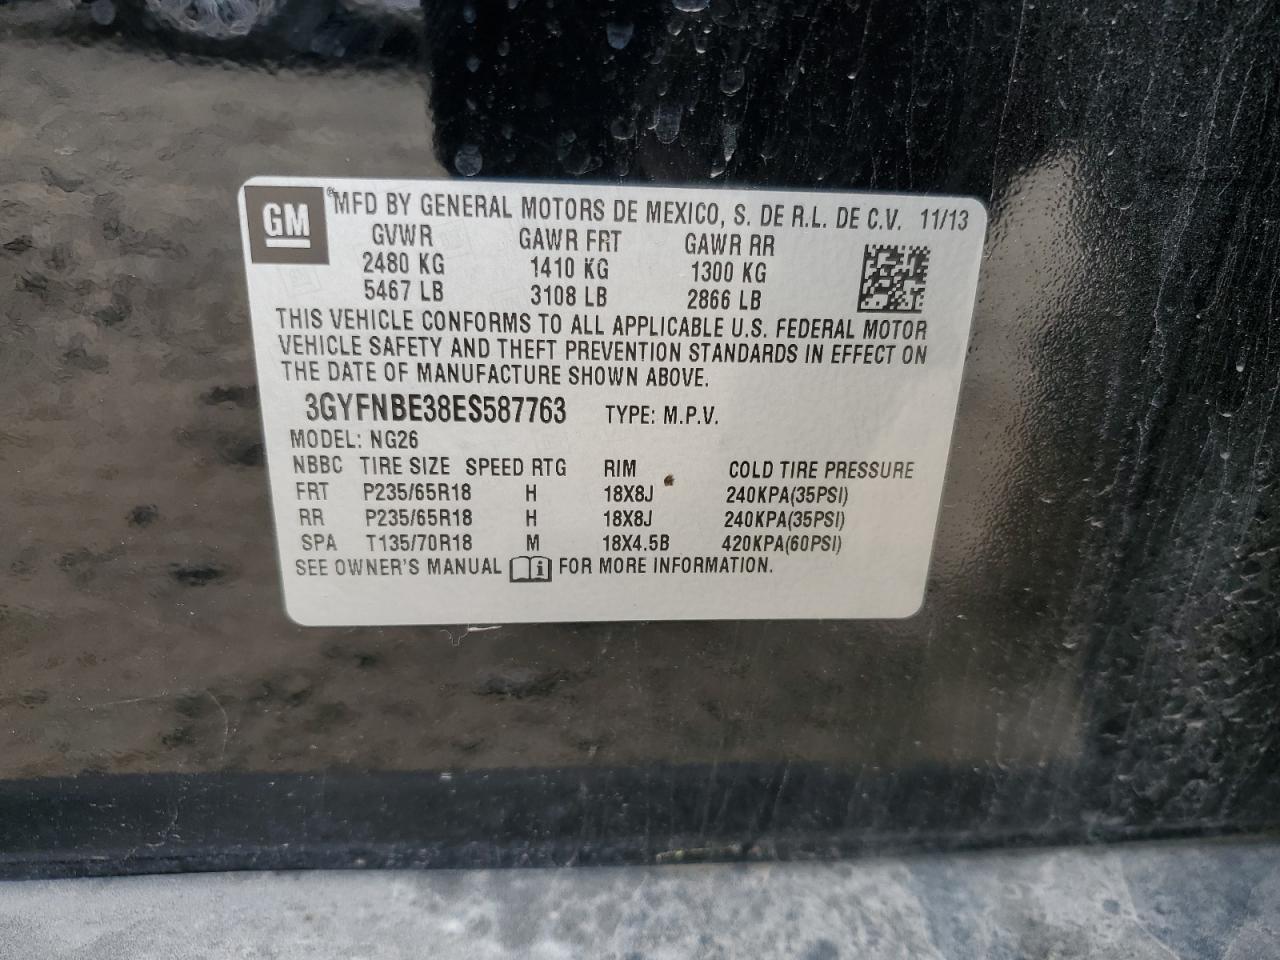 GM ® MFD BY GENERAL MOTORS DE MEXICO, S. DE R.L. DE C.V. 11/13
GVWR GAWR FRT GAWR RR
2480 KG 1410 KG 1300 KG
5467 LB 3108 LB 2866 LB
THIS VEHICLE CONFORMS TO ALL APPLICABLE U.S. FEDERAL MOTOR
VEHICLE SAFETY AND THEFT PREVENTION STANDARDS IN EFFECT ON
THE DATE OF MANUFACTURE SHOWN ABOVE.
3GYFNBE38ES587763 TYPE: M.P.V.
MODEL: NG26
NBBC TIRE SIZE SPEED RTG RIM COLD TIRE PRESSURE
FRT P235/65R18 H 18X8J 240KPA(35PSI)
RR P235/65R18 H 18X8J 240KPA(35PSI)
SPA T135/70R18 M 18X4.5B 420KPA(60PSI)
SEE OWNER'S MANUAL i FOR MORE INFORMATION.